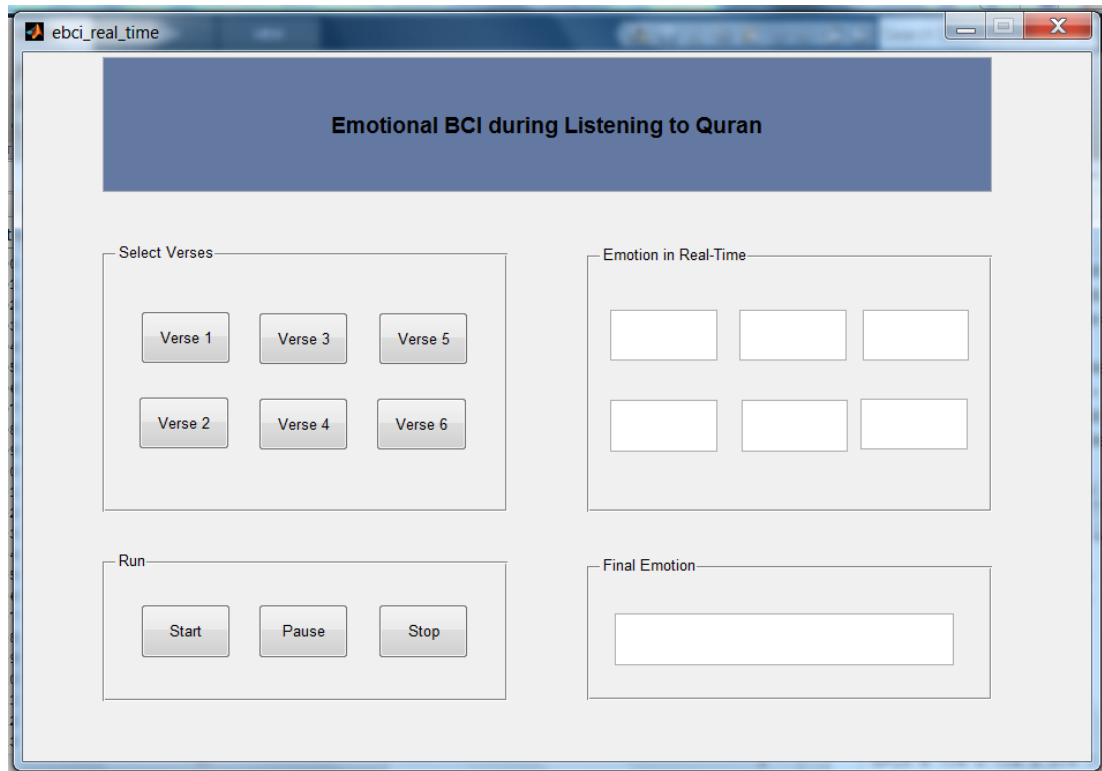 ebci_real_time
Emotional BCI during Listening to Quran
Select Verses
Verse 1 Verse 3 Verse 5
Verse 2 Verse 4 Verse 6
Emotion in Real-Time
Run
Start Pause Stop
Final Emotion